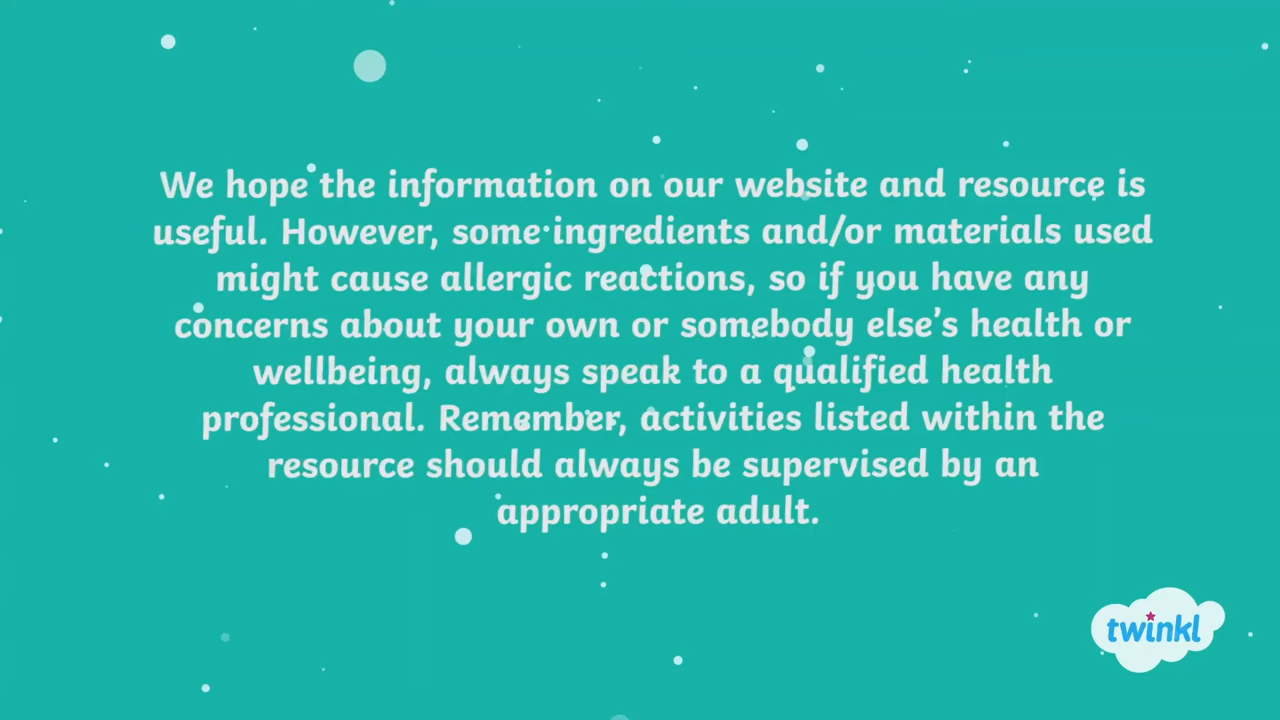 We hope the information on our website and resource is
useful. However, some ingredients and/or materials used
might cause allergic reactions, so if you have any
concerns about your own or somebody else's health or
wellbeing, always speak to a qualified health
professional. Remember, activities listed within the
resource should always be supervised by an
appropriate adult.
twinkl